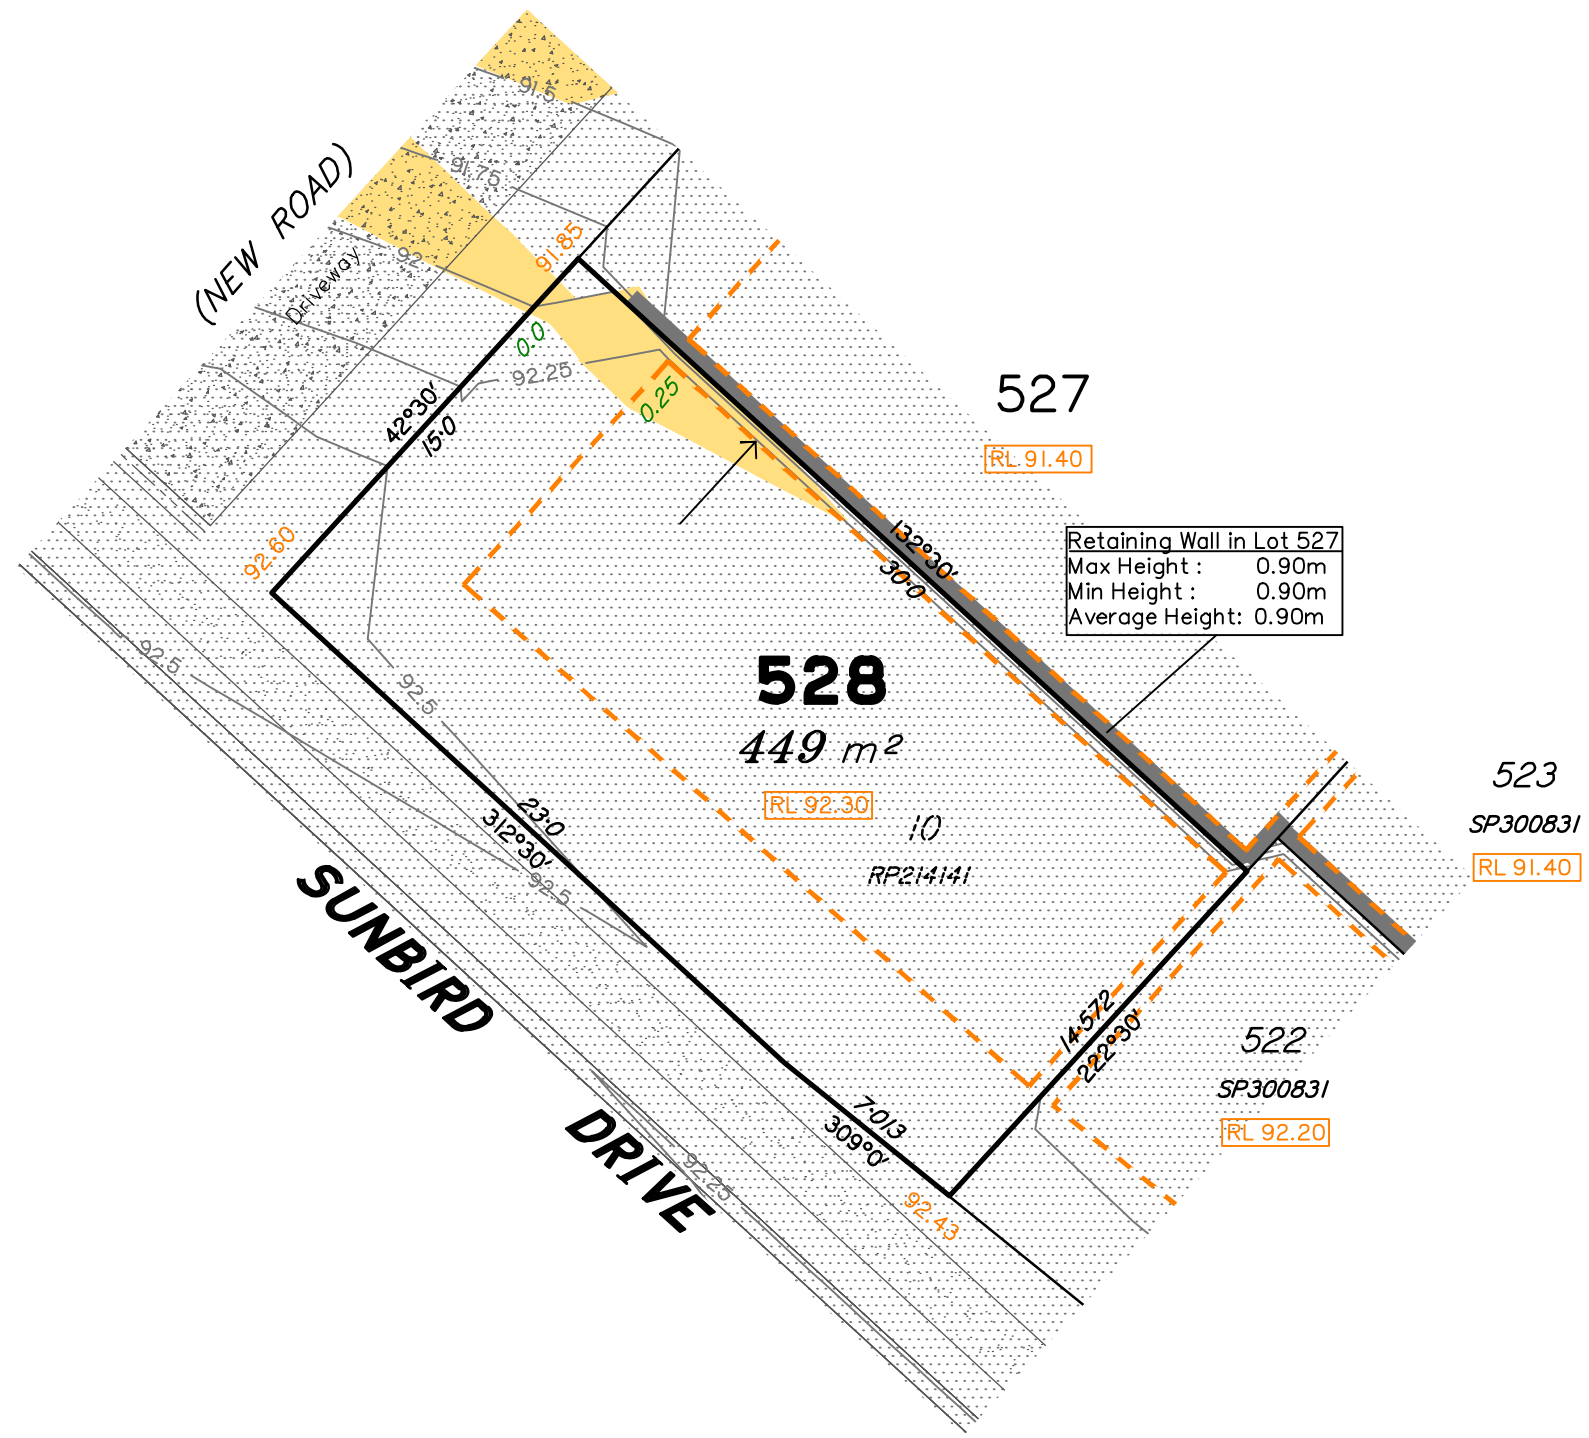 91.5
91.75
(NEW ROAD)
91.85
92
Driveway
0.0
92.25
0.25
527
RL 91.40
42°30'
15·0
92.60
132°30'
30·0
Retaining Wall in Lot 527
Max Height : 0.90m
Min Height : 0.90m
Average Height: 0.90m
92.5
92.5
528
449 m²
RL 92.30
10
RP214141
523
SP300831
RL 91.40
23·0
312°30'
92.5
SUNBIRD
DRIVE
14·572
222°30'
522
SP300831
RL 92.20
7·013
309°0'
92.25
92.43